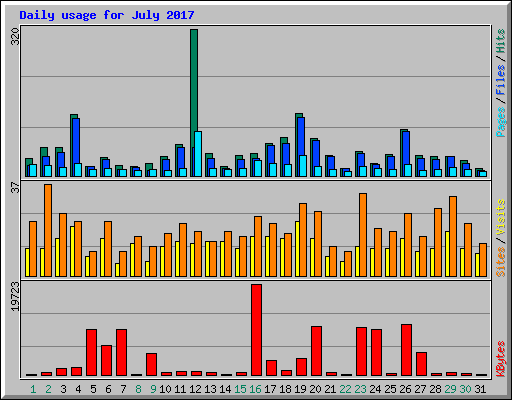 Daily usage for July 2017
320
Pages / Files / Hits
37
Sites / Visits
19723
KBytes
1 2 3 4 5 6 7 8 9 10 11 12 13 14 15 16 17 18 19 20 21 22 23 24 25 26 27 28 29 30 31